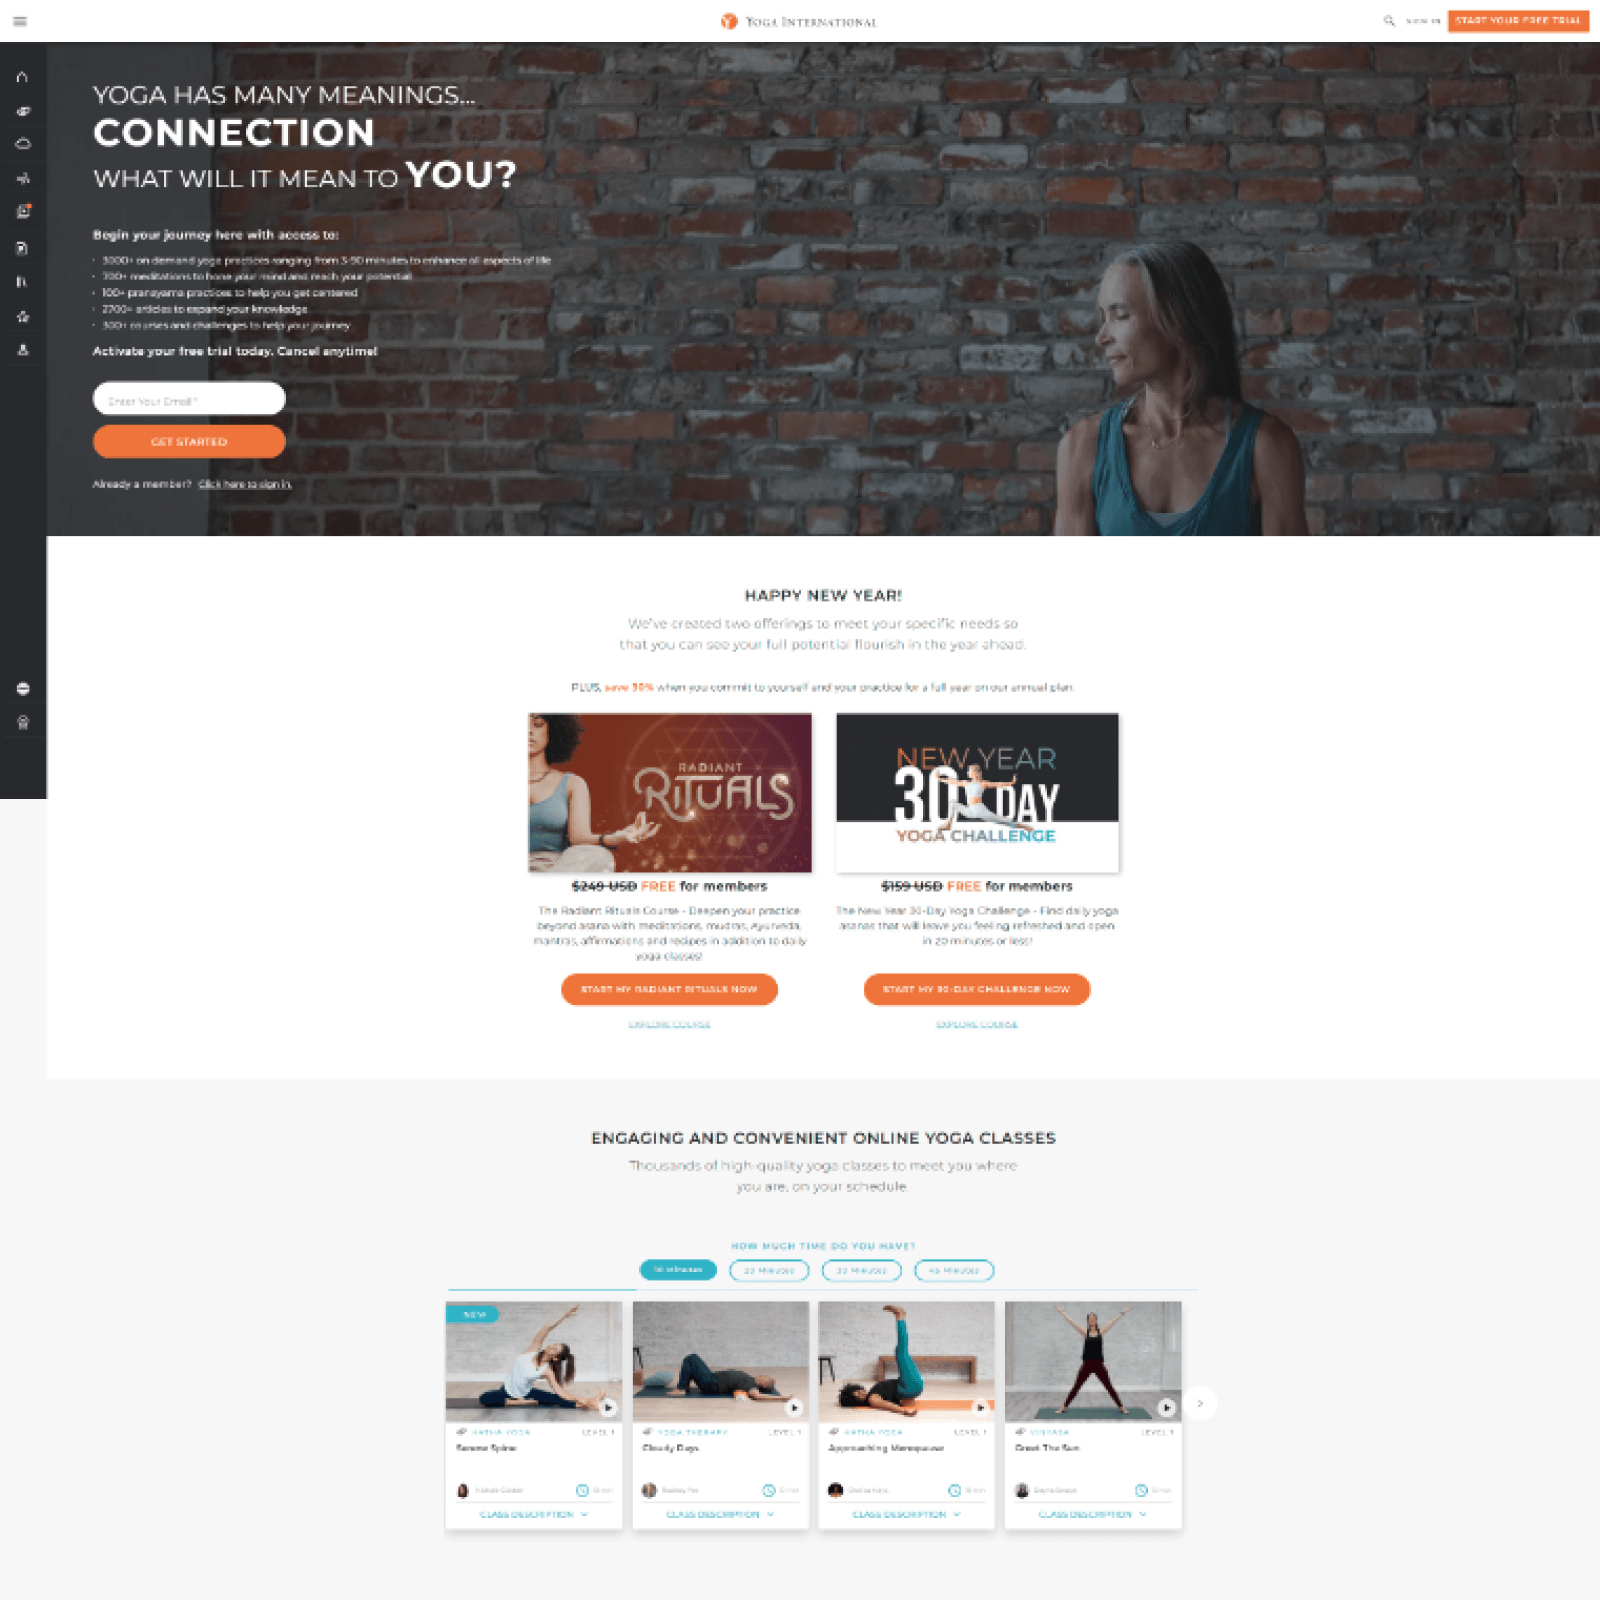 YOGA INTERNATIONAL
SIGN IN
START YOUR FREE TRIAL
YOGA HAS MANY MEANINGS...
CONNECTION
WHAT WILL IT MEAN TO YOU?
Begin your journey here with access to:
• 3000+ on demand yoga practices ranging from 3-90 minutes to enhance all aspects of life
• 700+ meditations to hone your mind and reach your potential
• 100+ pranayama practices to help you get centered
• 2700+ articles to expand your knowledge
• 300+ courses and challenges to help your journey
Activate your free trial today. Cancel anytime!
Enter Your Email*
GET STARTED
Already a member? Click here to sign in.
HAPPY NEW YEAR!
We've created two offerings to meet your specific needs so
that you can see your full potential flourish in the year ahead.
PLUS, save 30% when you commit to yourself and your practice for a full year on our annual plan.
RADIANT
RITUALS
NEW YEAR
30 DAY
YOGA CHALLENGE
$249 USD FREE for members
$159 USD FREE for members
The Radiant Rituals Course - Deepen your practice
beyond asana with meditations, mudras, Ayurveda,
mantras, affirmations and recipes in addition to daily
yoga classes!
The New Year 30-Day Yoga Challenge - Find daily yoga
asanas that will leave you feeling refreshed and open
in 20 minutes or less!
START MY RADIANT RITUALS NOW
START MY 30-DAY CHALLENGE NOW
EXPLORE COURSE
EXPLORE COURSE
ENGAGING AND CONVENIENT ONLINE YOGA CLASSES
Thousands of high-quality yoga classes to meet you where
you are, on your schedule.
HOW MUCH TIME DO YOU HAVE?
10 Minutes
20 Minutes
30 Minutes
45 Minutes
NEW
HATHA YOGA LEVEL 1
Serene Spine
CLASS DESCRIPTION
YOGA THERAPY LEVEL 1
Cloudy Days
CLASS DESCRIPTION
HATHA YOGA LEVEL 1
Approaching Menopause
CLASS DESCRIPTION
VINYASA LEVEL 1
Greet The Sun
CLASS DESCRIPTION